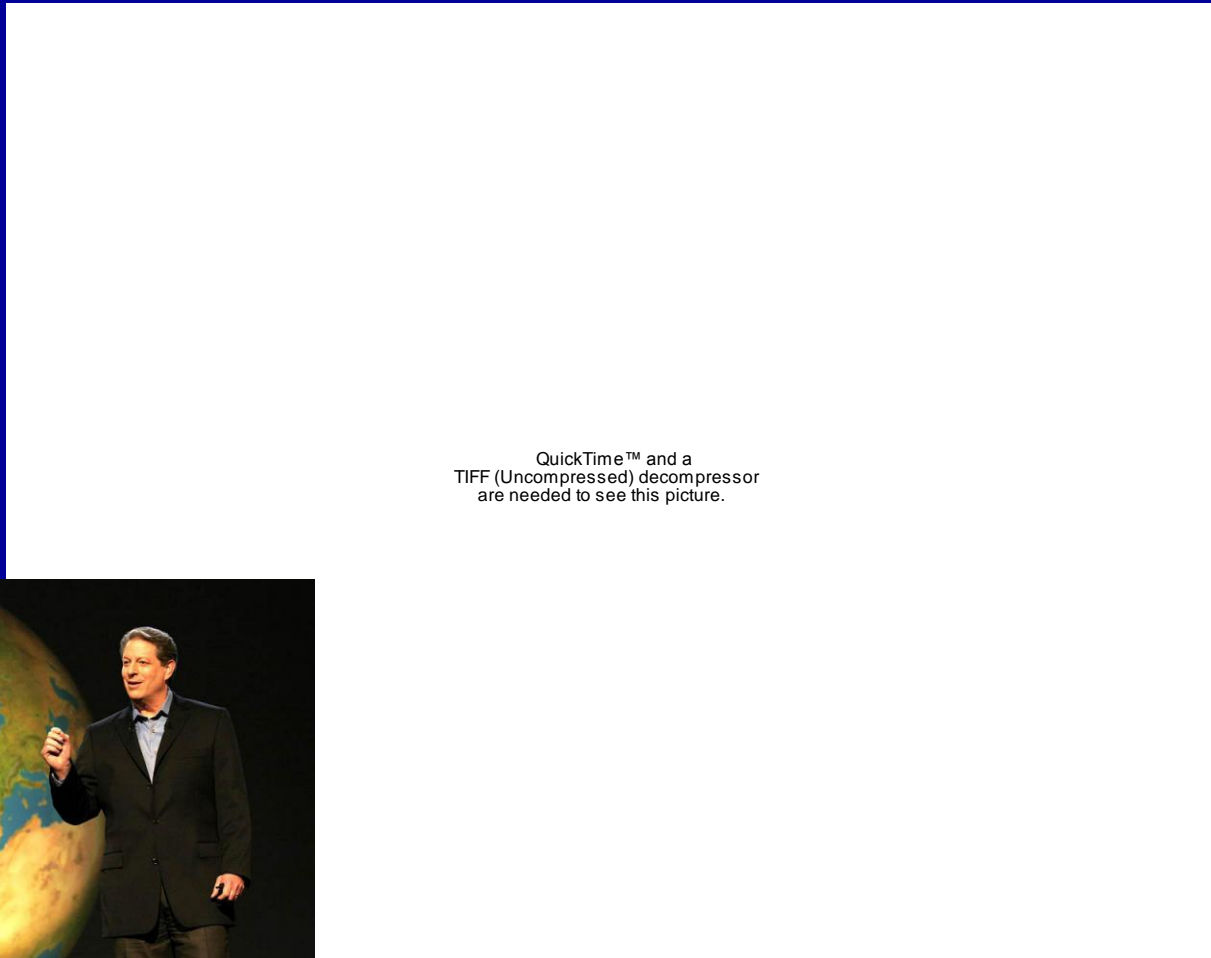 QuickTime™ and a
TIFF (Uncompressed) decompressor
are needed to see this picture.